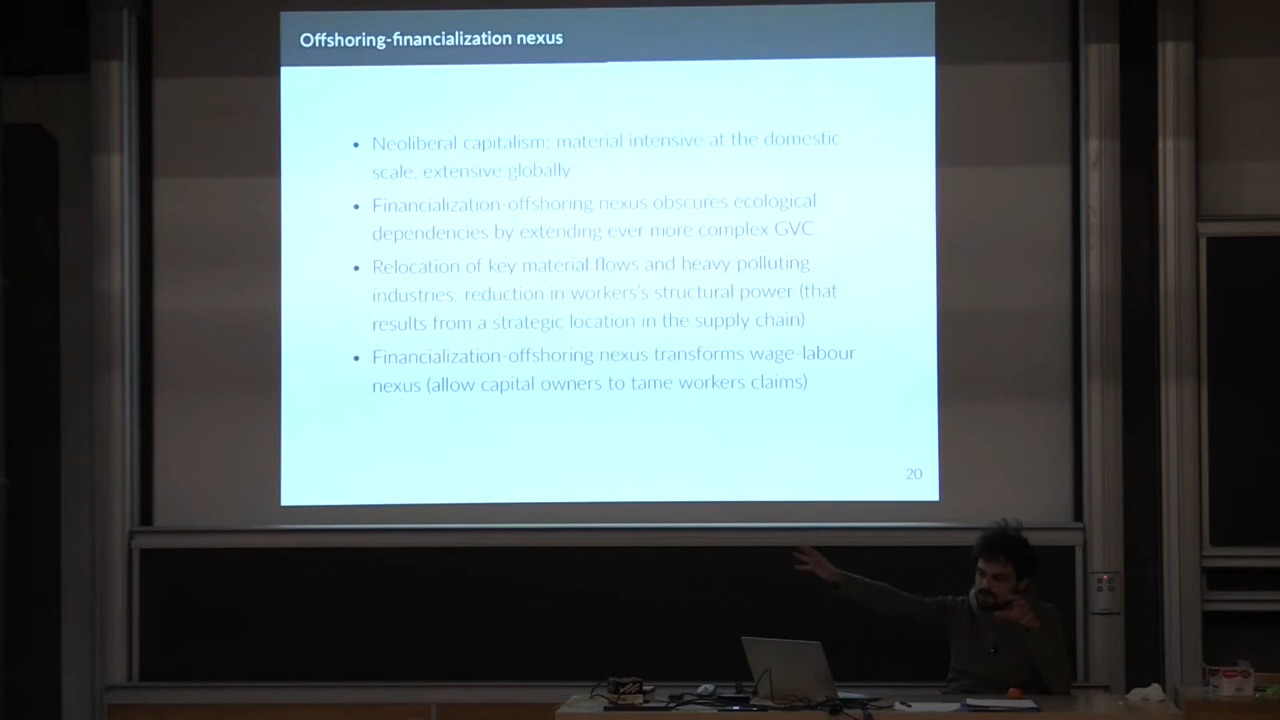 Offshoring-financialization nexus
• Neoliberal capitalism: material intensive at the domestic
scale, extensive globally
• Financialization-offshoring nexus obscures ecological
dependencies by extending ever more complex GVC
• Relocation of key material flows and heavy polluting
industries: reduction in workers's structural power (that
results from a strategic location in the supply chain)
• Financialization-offshoring nexus transforms wage-labour
nexus (allow capital owners to tame workers claims)
20